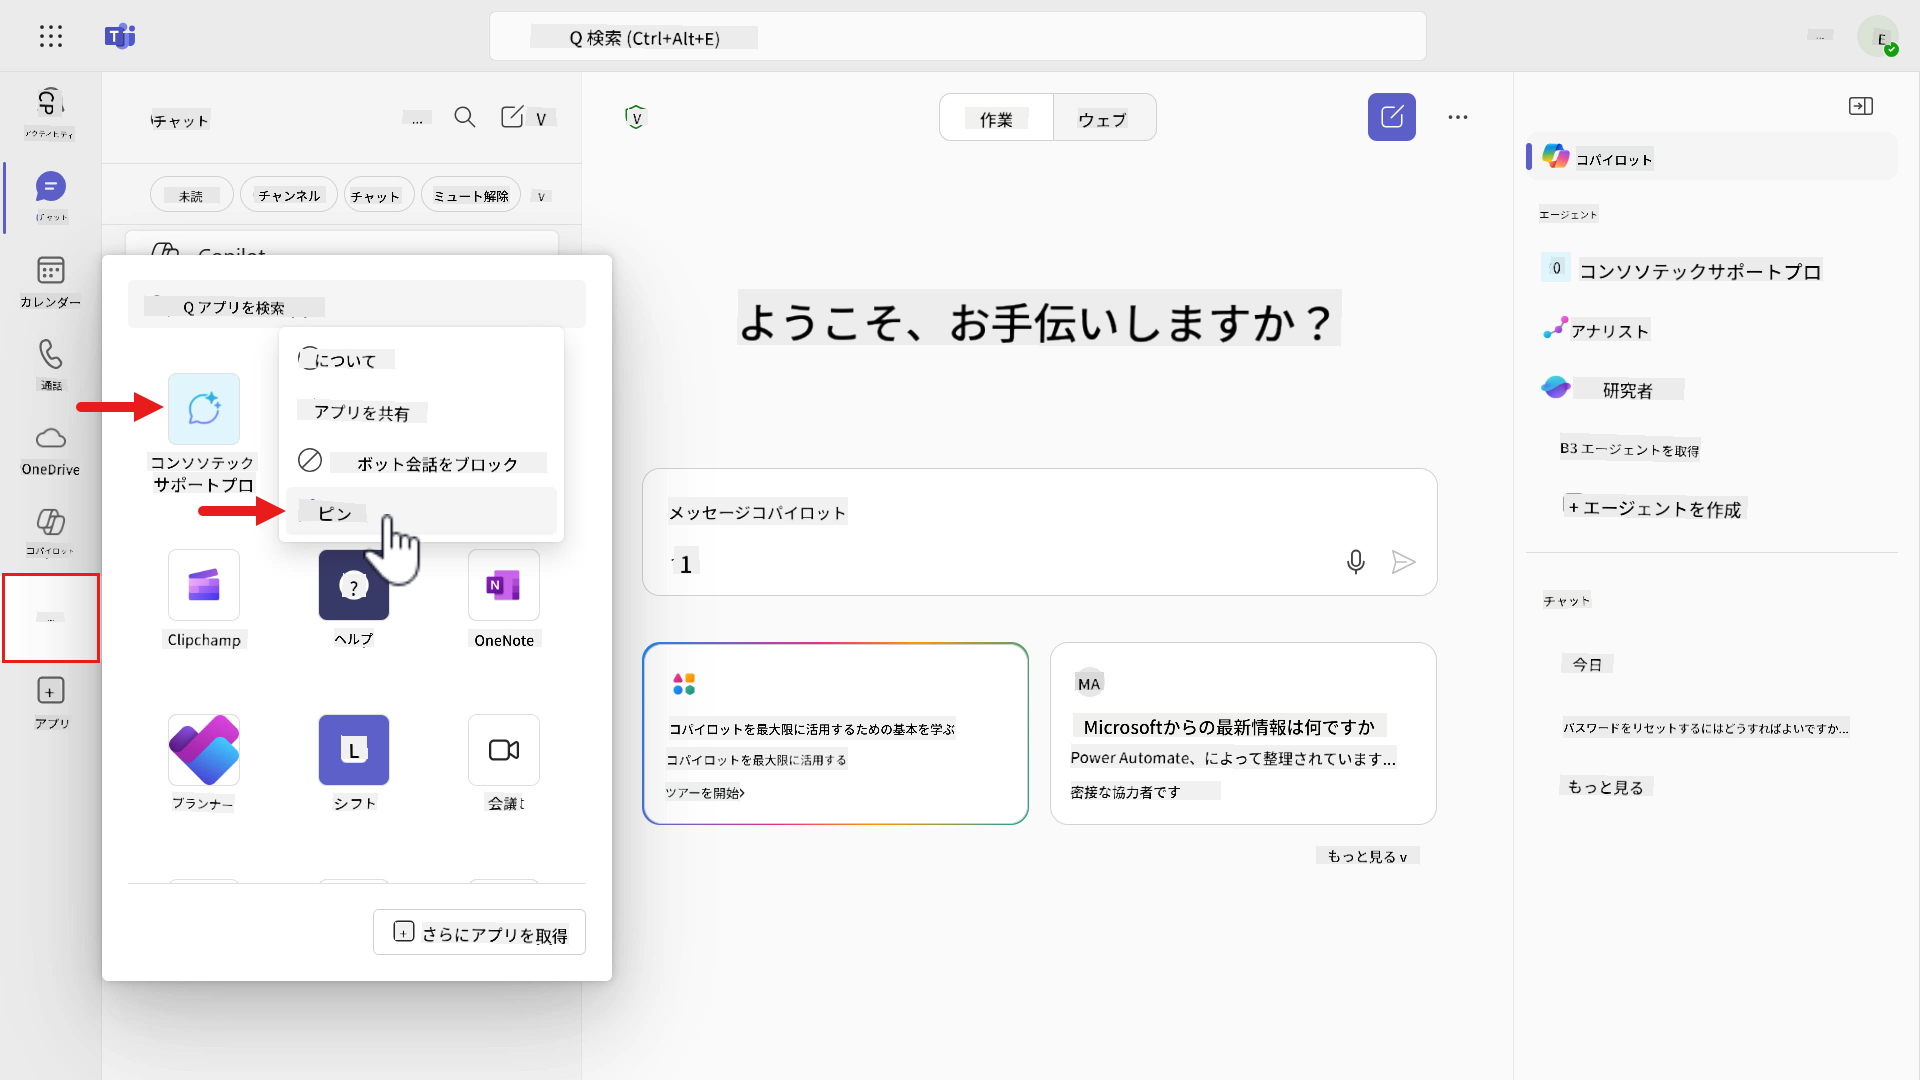 Q 検索 (Ctrl+Alt+E)
...
E
アクティビティ
チャット
カレンダー
通話
OneDrive
コパイロット
...
アプリ
チャット
...
V
未読
チャンネル
チャット
ミュート解除
v
Copilot
Q アプリを検索
について
アプリを共有
ボット会話をブロック
ピン
コンソソテック
サポートプロ
Clipchamp
ヘルプ
OneNote
プランナー
L
シフト
会議
さらにアプリを取得
V
作業
ウェブ
ようこそ、お手伝いしますか？
メッセージコパイロット
1
コパイロットを最大限に活用するための基本を学ぶ
コパイロットを最大限に活用する
ツアーを開始>
MA
Microsoftからの最新情報は何ですか
Power Automate、によって整理されています...
密接な協力者です
もっと見る v
コパイロット
エージェント
0
コンソソテックサポートプロ
アナリスト
研究者
B3 エージェントを取得
+ エージェントを作成
チャット
今日
パスワードをリセットするにはどうすればよいですか...
もっと見る